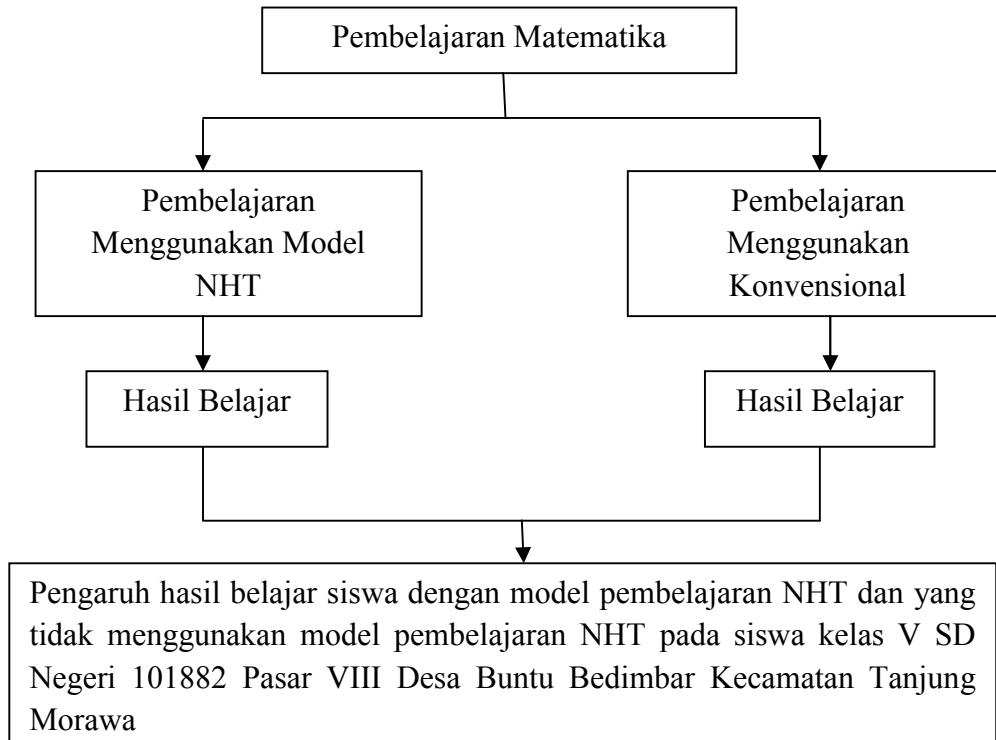 Pembelajaran Matematika
Pembelajaran
Menggunakan Model
NHT
Pembelajaran
Menggunakan
Konvensional
Hasil Belajar
Hasil Belajar
Pengaruh hasil belajar siswa dengan model pembelajaran NHT dan yang
tidak menggunakan model pembelajaran NHT pada siswa kelas V SD
Negeri 101882 Pasar VIII Desa Buntu Bedimbar Kecamatan Tanjung
Morawa